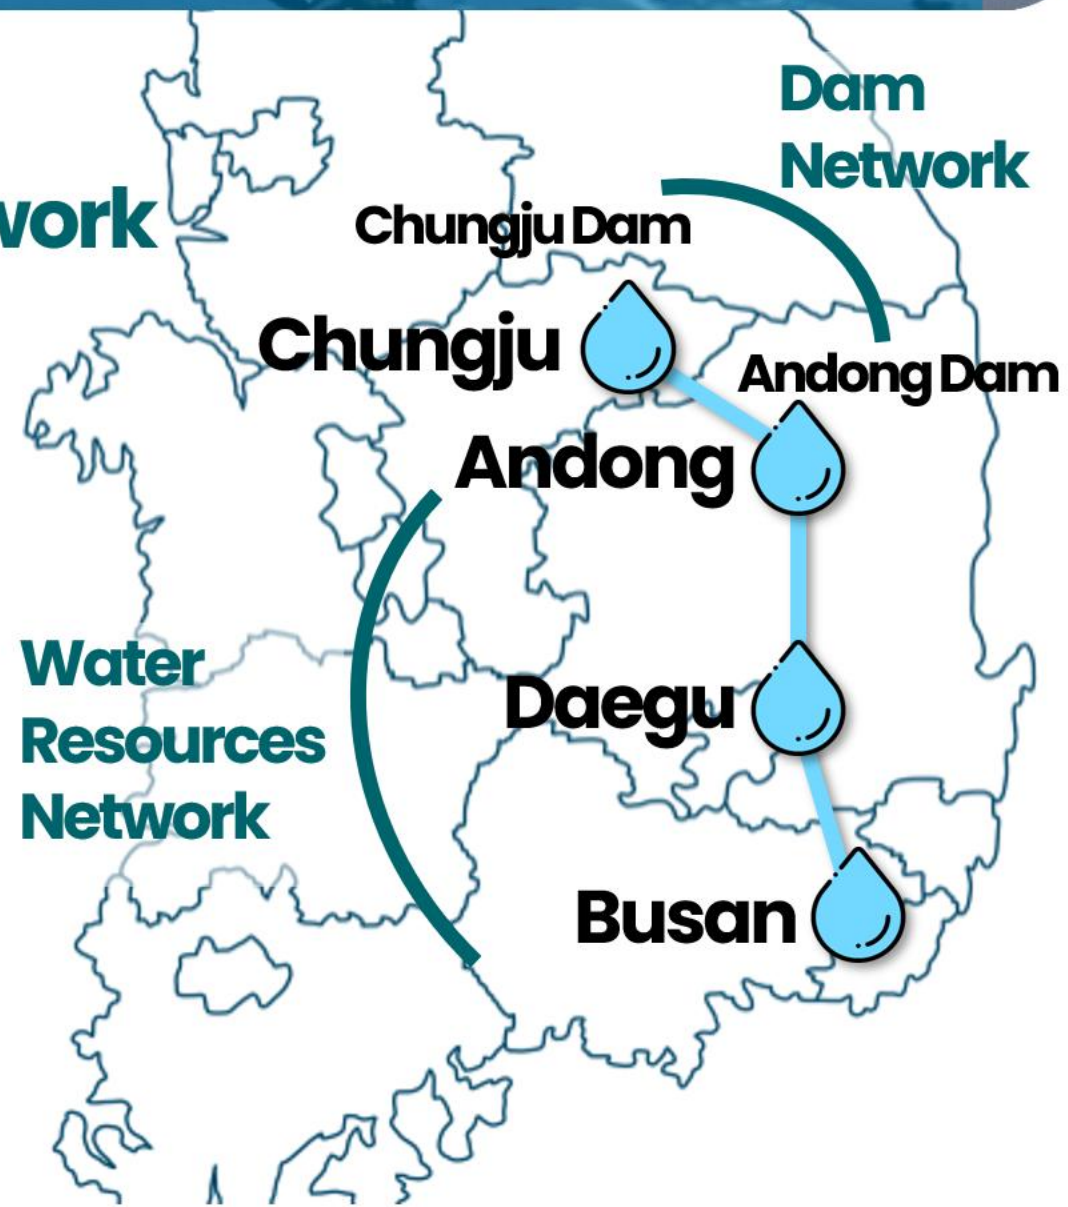 Dam
Network
work
Chungju Dam
Chungju
Andong Dam
Andong
Water
Resources
Network
Daegu
Busan